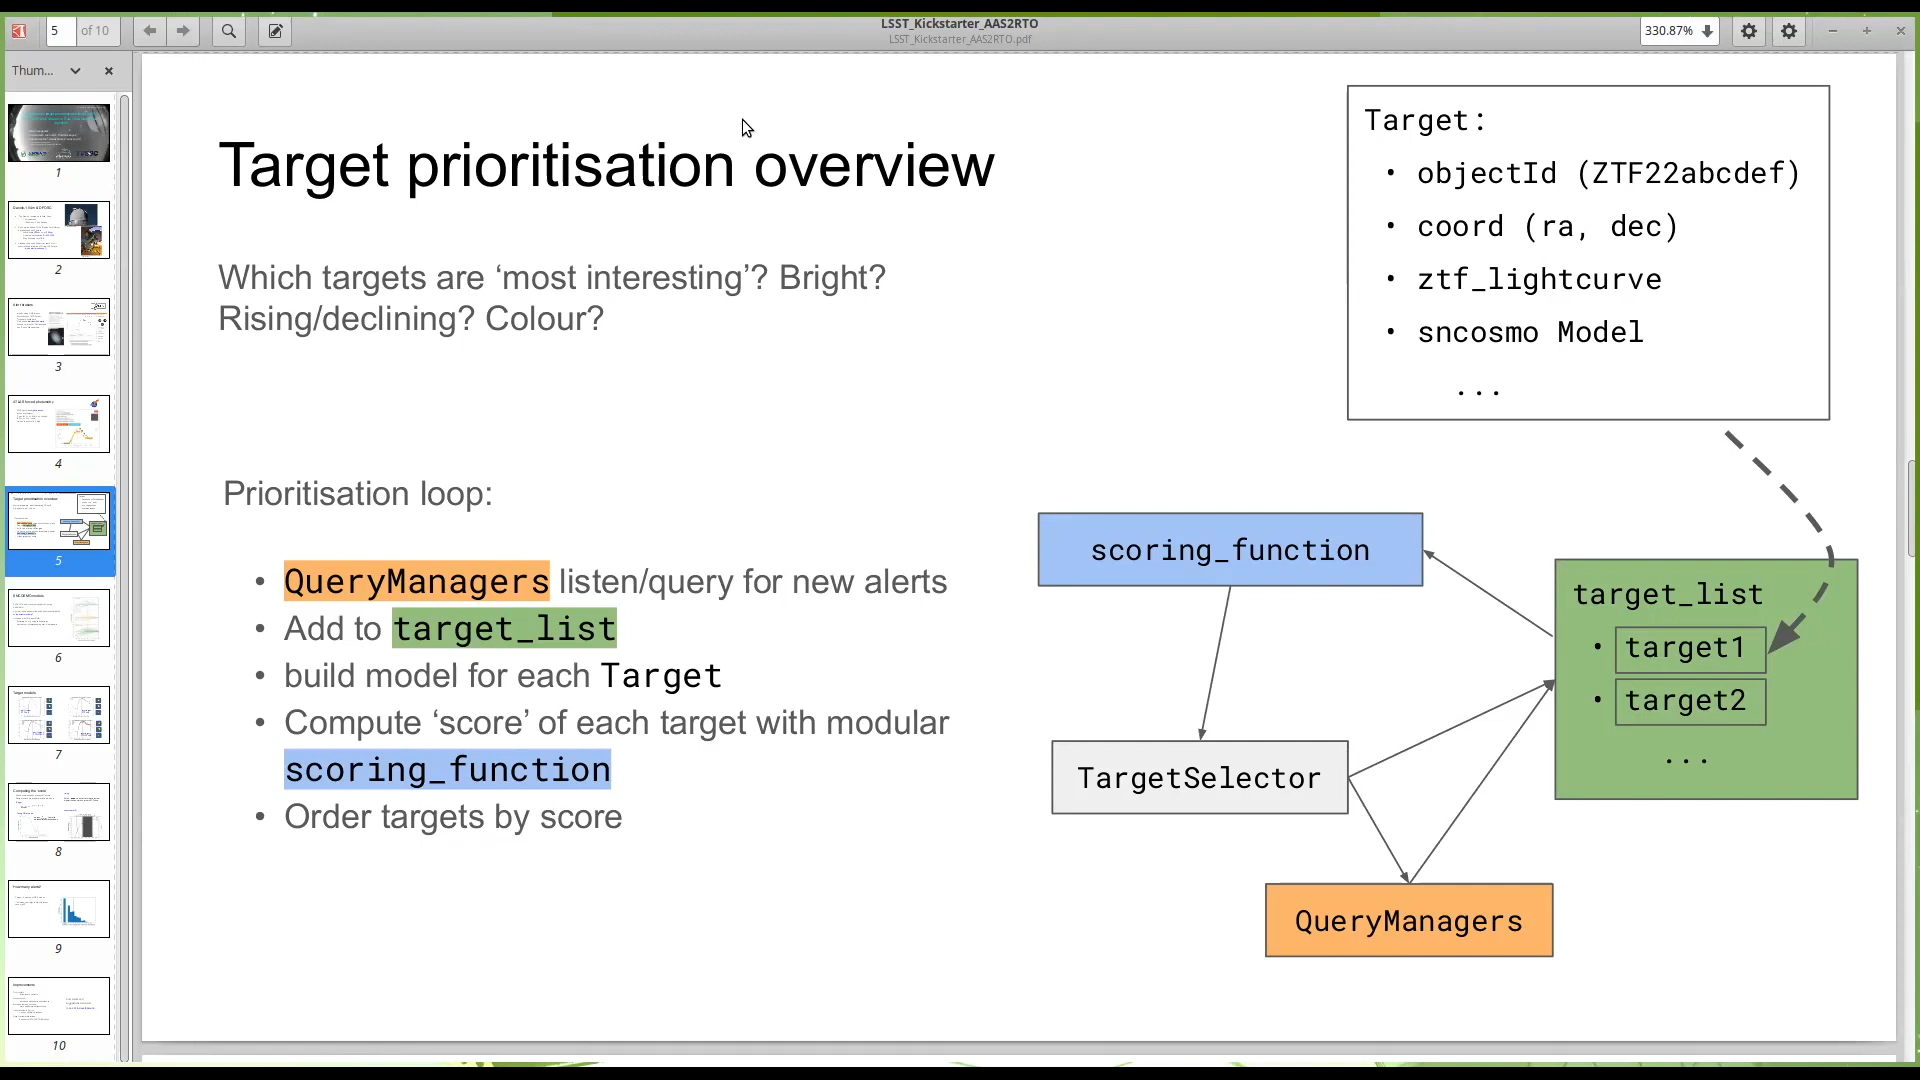 LSST_Kickstarter_AAS2RTO
LSST_Kickstarter_AAS2RTO.pdf
5 of 10
330.87%
Thum...
1
2
3
4
5
6
7
8
9
10
Target prioritisation overview
Which targets are ‘most interesting’? Bright?
Rising/declining? Colour?
Prioritisation loop:
• QueryManagers listen/query for new alerts
• Add to target_list
• build model for each Target
• Compute ‘score’ of each target with modular
scoring_function
• Order targets by score
Target:
• objectId (ZTF22abcdef)
• coord (ra, dec)
• ztf_lightcurve
• sncosmo Model
...
scoring_function
target_list
• target1
• target2
...
TargetSelector
QueryManagers